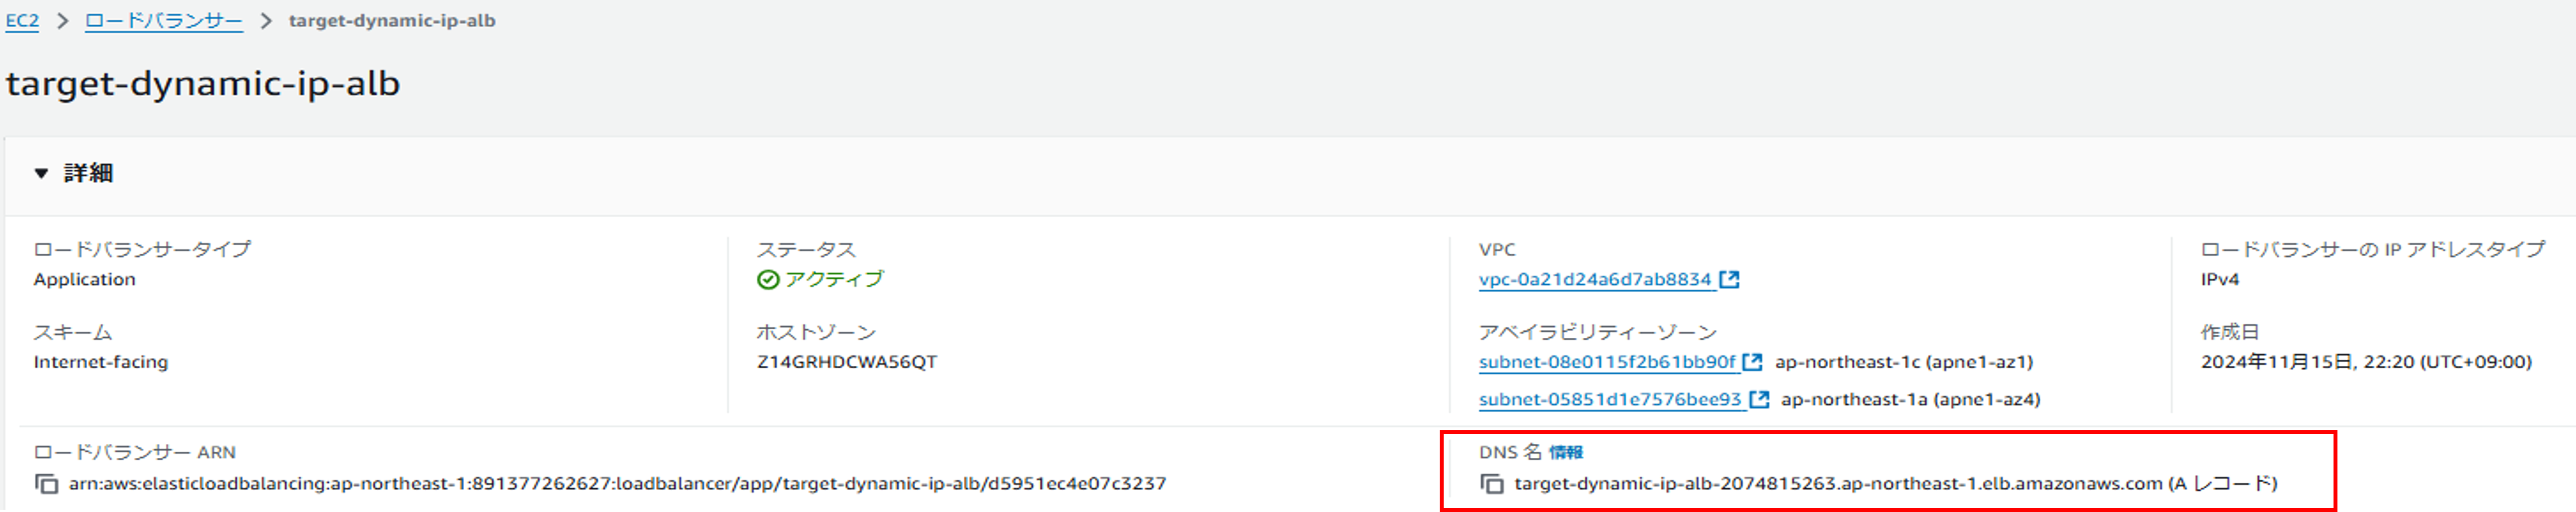 EC2 > ロードバランサー > target-dynamic-ip-alb
target-dynamic-ip-alb
▼ 詳細
ロードバランサータイプ
Application
ステータス
アクティブ
VPC
vpc-0a21d24a6d7ab8834
ロードバランサーの IP アドレスタイプ
IPv4
スキーム
Internet-facing
ホストゾーン
Z14GRHDCWA56QT
アベイラビリティーゾーン
subnet-08e0115f2b61bb90f ap-northeast-1c (apne1-az1)
subnet-05851d1e7576bee93 ap-northeast-1a (apne1-az4)
作成日
2024年11月15日, 22:20 (UTC+09:00)
ロードバランサー ARN
arn:aws:elasticloadbalancing:ap-northeast-1:891377262627:loadbalancer/app/target-dynamic-ip-alb/d5951ec4e07c3237
DNS 名 情報
target-dynamic-ip-alb-2074815263.ap-northeast-1.elb.amazonaws.com (A レコード)